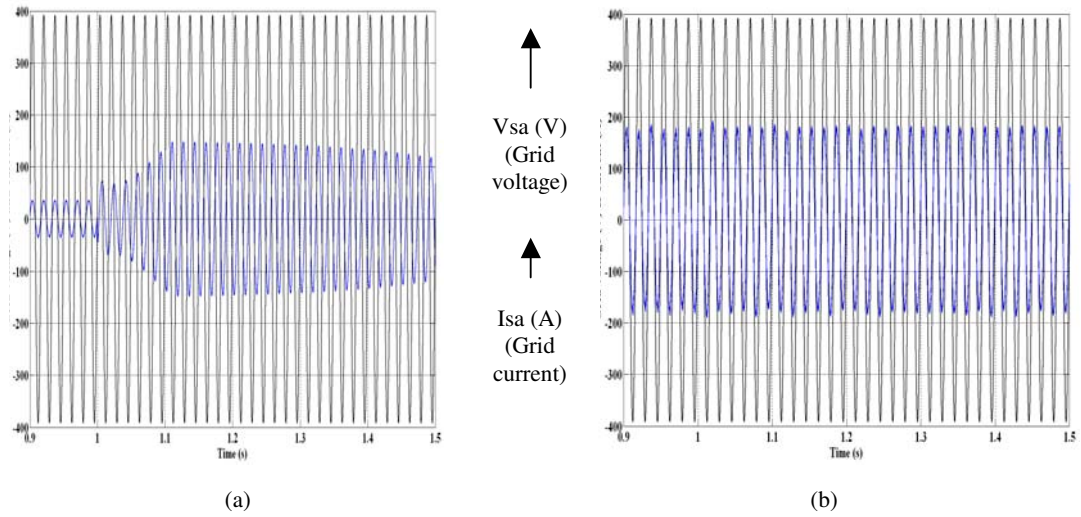 400
300
200
100
0
-100
-200
-300
-400
0.9 1 1.1 1.2 1.3 1.4 1.5
Time (s)
(a)
Vsa (V)
(Grid
voltage)
Isa (A)
(Grid
current)
400
300
200
100
0
-100
-200
-300
-400
0.9 1 1.1 1.2 1.3 1.4 1.5
Time (s)
(b)